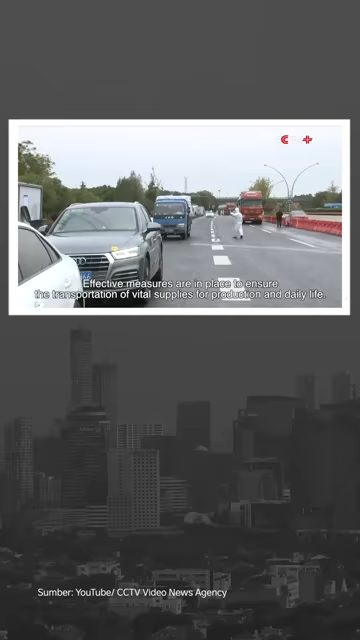 Effective measures are in place to ensure
the transportation of vital supplies for production and daily life.
Sumber: YouTube/ CCTV Video News Agency